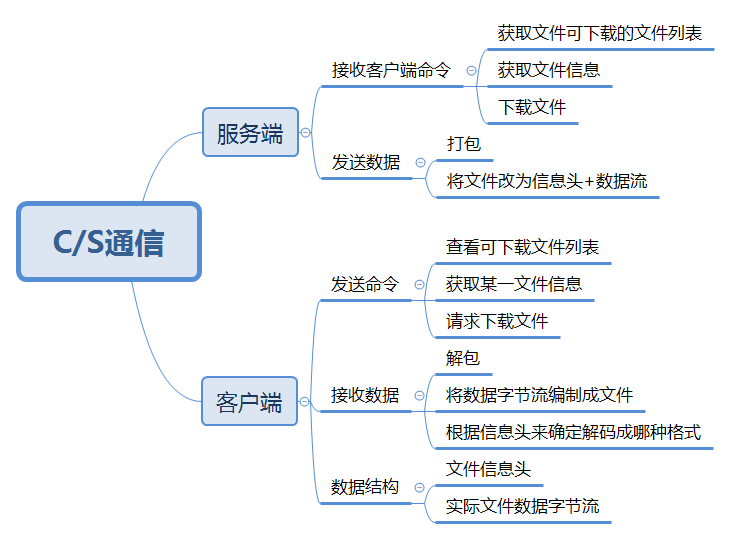 C/S通信
服务端
接收客户端命令
获取文件可下载的文件列表
获取文件信息
下载文件
发送数据
打包
将文件改为信息头+数据流
客户端
发送命令
查看可下载文件列表
获取某一文件信息
请求下载文件
接收数据
解包
将数据字节流编制成文件
根据信息头来确定解码成哪种格式
数据结构
文件信息头
实际文件数据字节流